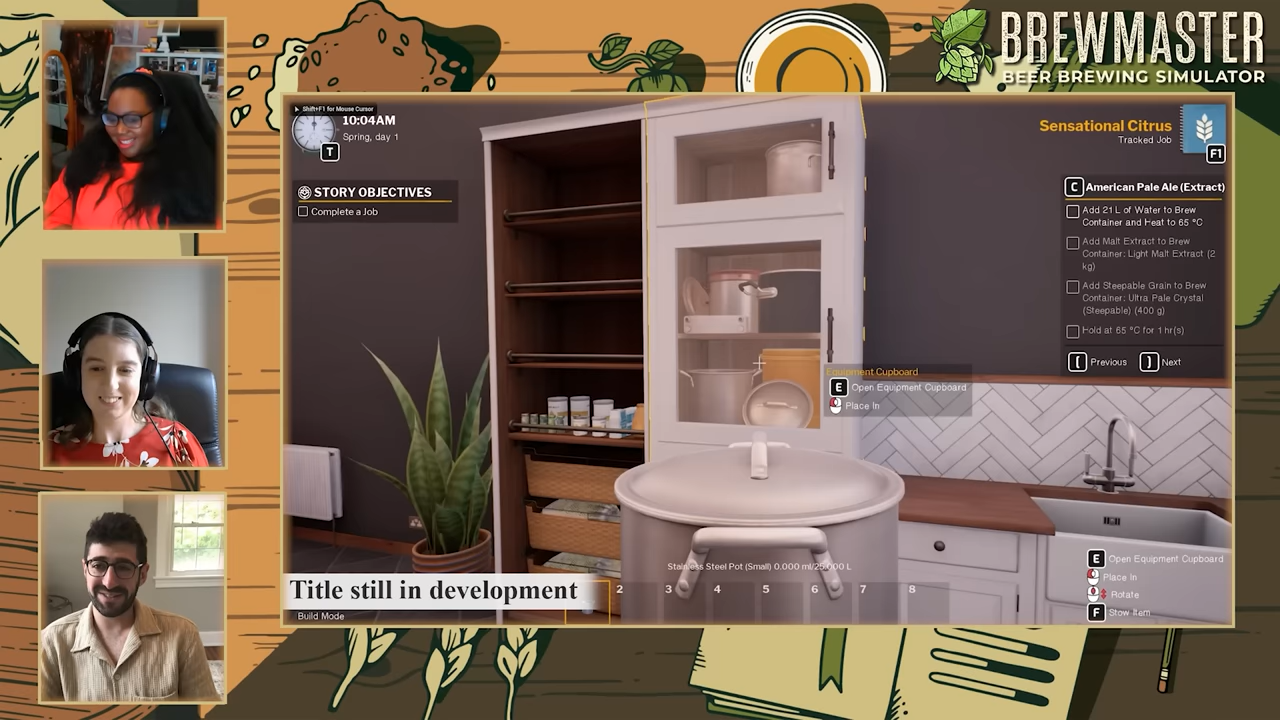 BREWMASTER
BEER BREWING SIMULATOR
Shift+F1 for Mouse Cursor
10:04AM
Spring, day 1
T
STORY OBJECTIVES
Complete a Job
Sensational Citrus
Tracked Job
F1
C American Pale Ale (Extract)
Add 21 L of Water to Brew
Container and Heat to 65 °C
Add Malt Extract to Brew
Container: Light Malt Extract (2
kg)
Add Steepable Grain to Brew
Container: Ultra Pale Crystal
(Steepable) (400 g)
Hold at 65 °C for 1 hr(s)
[ Previous ] Next
Equipment Cupboard
E Open Equipment Cupboard
Place In
Stainless Steel Pot (Small) 0.000 ml/25.000 L
2 3 4 5 6 7 8
Title still in development
Build Mode
E Open Equipment Cupboard
Place In
Rotate
F Stow Item